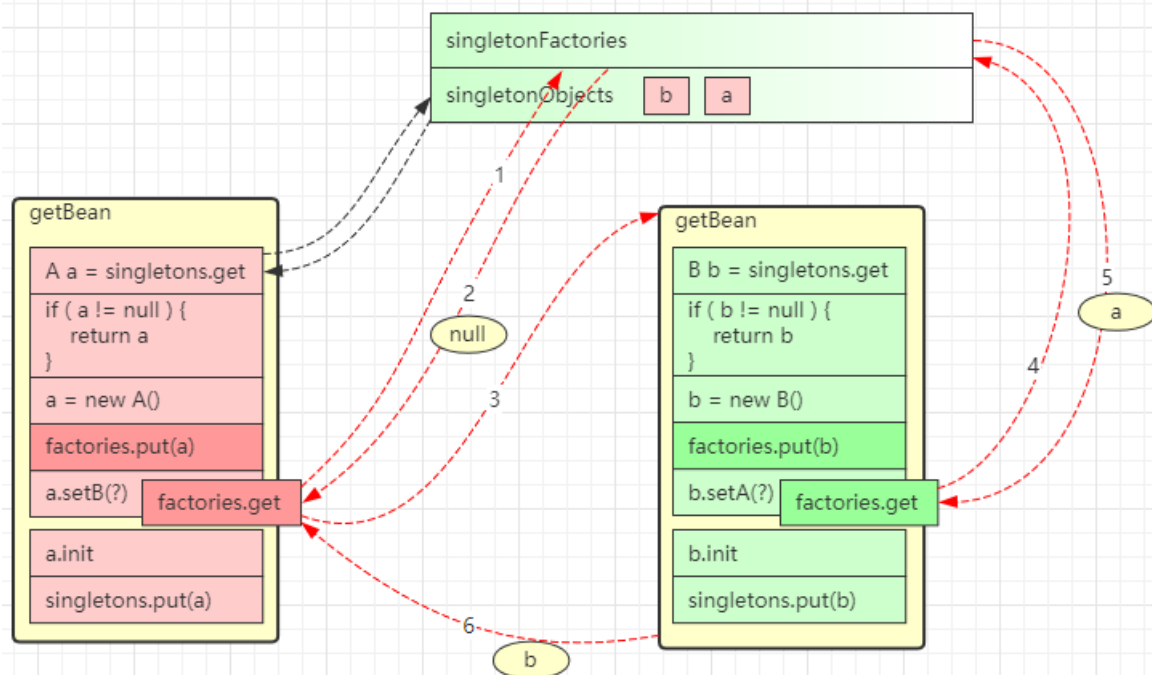 singletonFactories
singletonObjects b a
1
getBean
A a = singletons.get
if ( a != null ) {
return a
}
a = new A()
factories.put(a)
a.setB(?)
factories.get
a.init
singletons.put(a)
2
null
3
getBean
B b = singletons.get
if ( b != null ) {
return b
}
b = new B()
factories.put(b)
b.setA(?)
factories.get
b.init
singletons.put(b)
4
5
a
6
b